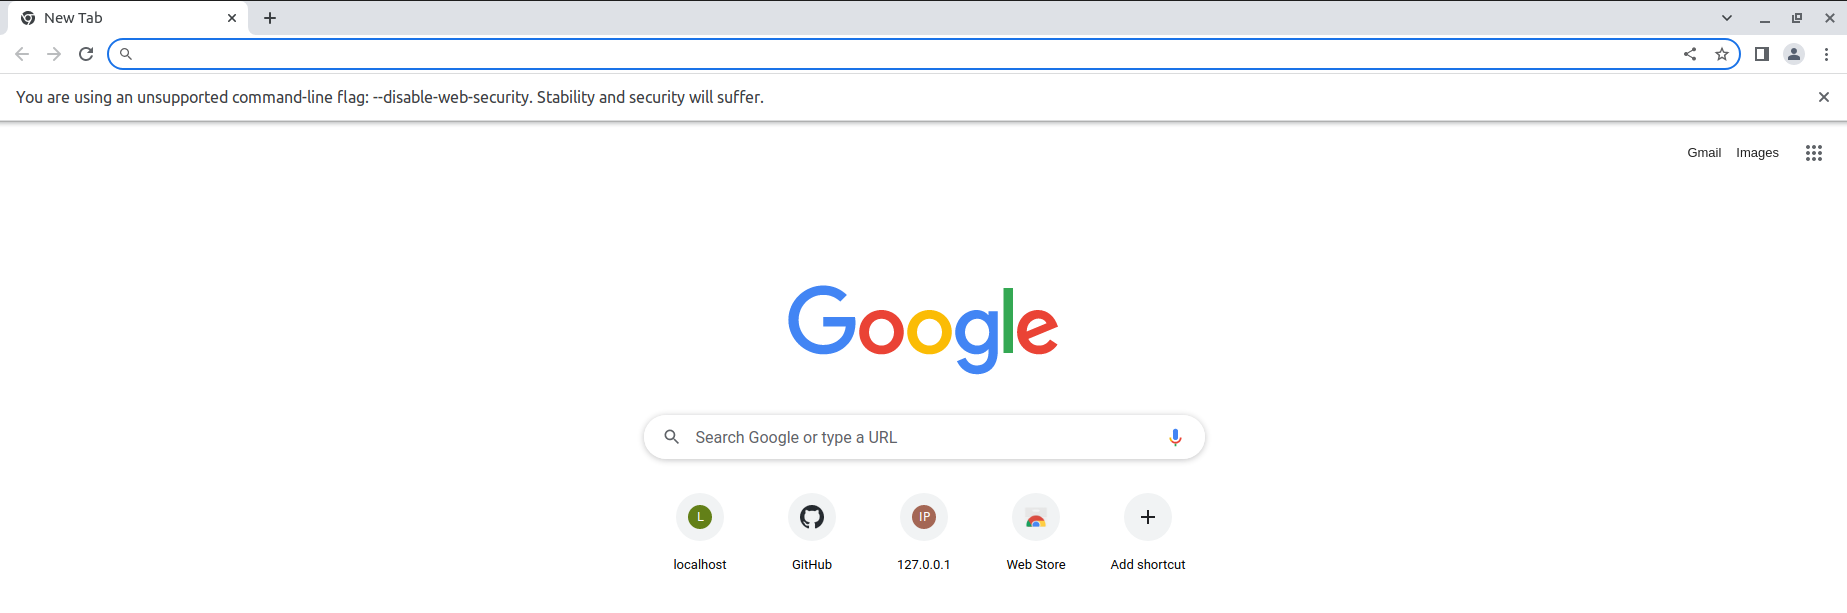 New Tab
You are using an unsupported command-line flag: --disable-web-security. Stability and security will suffer.
Gmail Images
Google
Search Google or type a URL
L
IP
localhost
GitHub
127.0.0.1
Web Store
Add shortcut